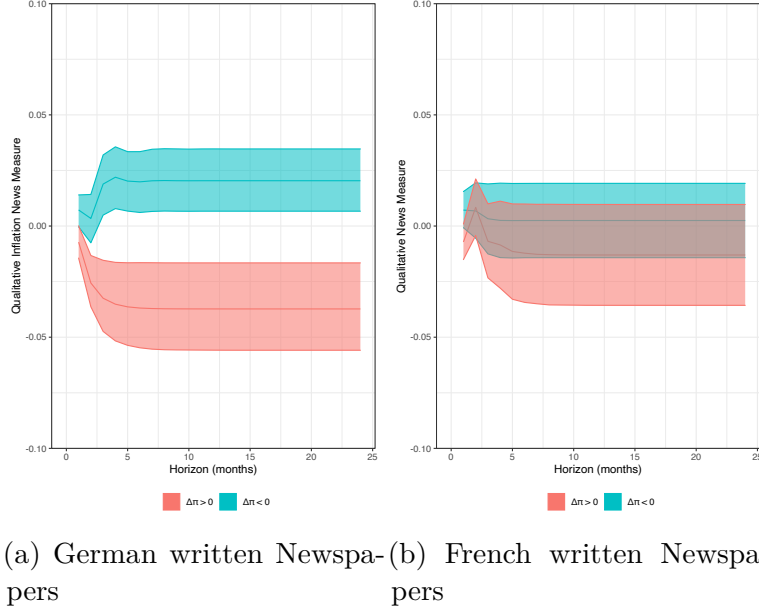 0.10
0.05
0.00
-0.05
-0.10
Qualitative Inflation News Measure
0
5
10
15
20
25
Horizon (months)
Δπ > 0
Δπ < 0
(a) German written Newspa-
pers
0.10
0.05
0.00
-0.05
-0.10
Qualitative News Measure
0
5
10
15
20
25
Horizon (months)
Δπ > 0
Δπ < 0
(b) French written Newspa
pers